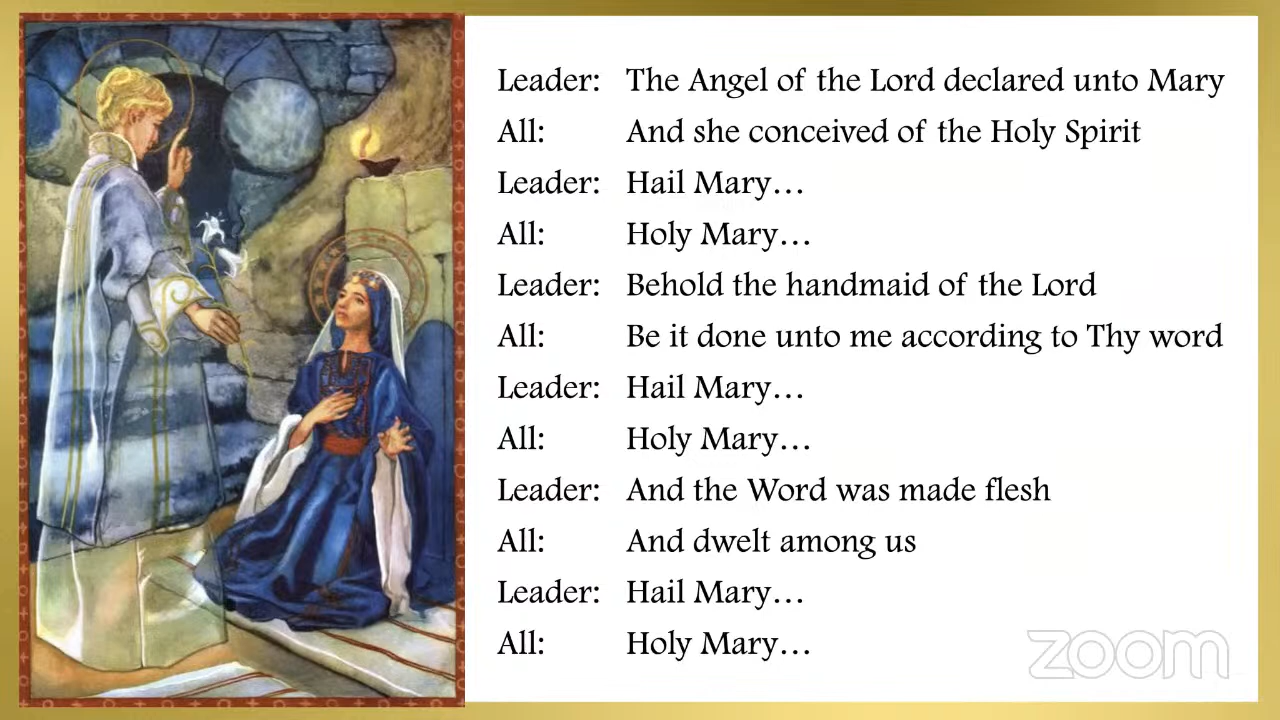 Leader: The Angel of the Lord declared unto Mary
All: And she conceived of the Holy Spirit
Leader: Hail Mary…
All: Holy Mary…
Leader: Behold the handmaid of the Lord
All: Be it done unto me according to Thy word
Leader: Hail Mary…
All: Holy Mary…
Leader: And the Word was made flesh
All: And dwelt among us
Leader: Hail Mary…
All: Holy Mary…
zoom